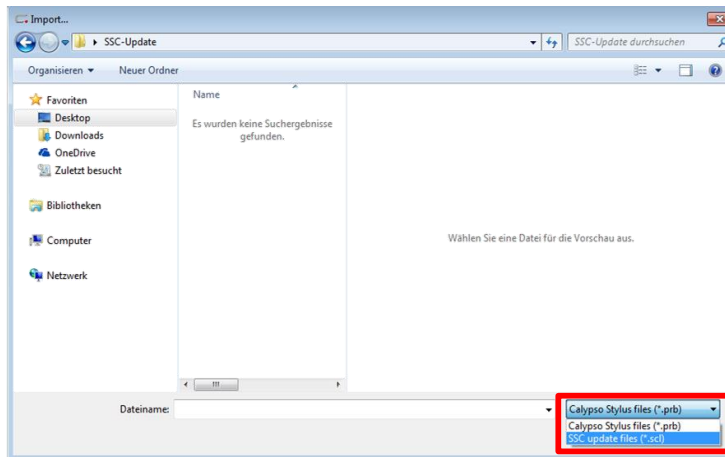 Import...
SSC-Update
SSC-Update durchsuchen
Organisieren
Neuer Ordner
Favoriten
Desktop
Downloads
OneDrive
Zuletzt besucht
Bibliotheken
Computer
Netzwerk
Name
Es wurden keine Suchergebnisse
gefunden.
Wählen Sie eine Datei für die Vorschau aus.
Dateiname:
Calypso Stylus files (*.prb)
Calypso Stylus files (*.prb)
SSC update files (*.scl)